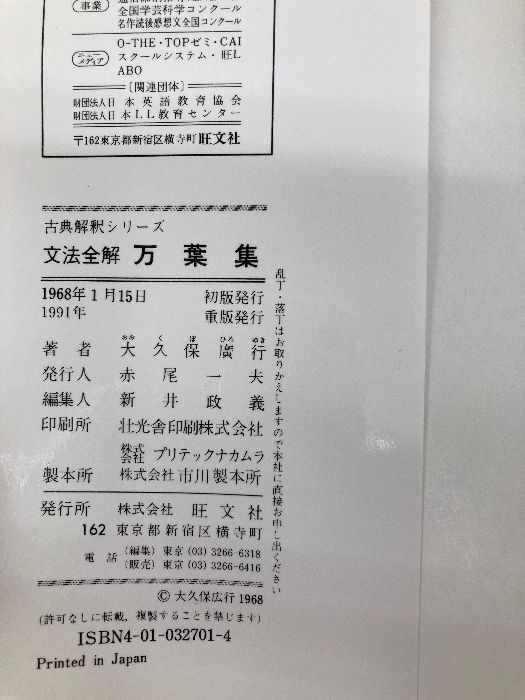 事業
全国学芸科学コンクール
名作読後感想文全国コンクール
ニューメディア
O-THE・TOPゼミ・CAI
スクールシステム・旺L
ABO
〔関連団体〕
財団法人日本英語教育協会
財団法人日本LL教育センター
〒162東京都新宿区横寺町 旺文社
古典解釈シリーズ
文法全解 万葉集
1968年1月15日 初版発行
1991年 重版発行
おおくぼひろゆき
著者 大久保廣行
発行人 赤尾一夫
編集人 新井政義
印刷所 壮光舎印刷株式会社
株式会社 プリテックナカムラ
製本所 株式会社 市川製本所
発行所 株式会社 旺文社
162 東京都新宿区横寺町
電話 (編集) 東京 (03) 3266-6318
(販売) 東京 (03) 3266-6416
© 大久保広行 1968
(許可なしに転載，複製することを禁じます)
ISBN4-01-032701-4
Printed in Japan
乱丁・落丁はお取りかえしますので本社に直接お申し出ください